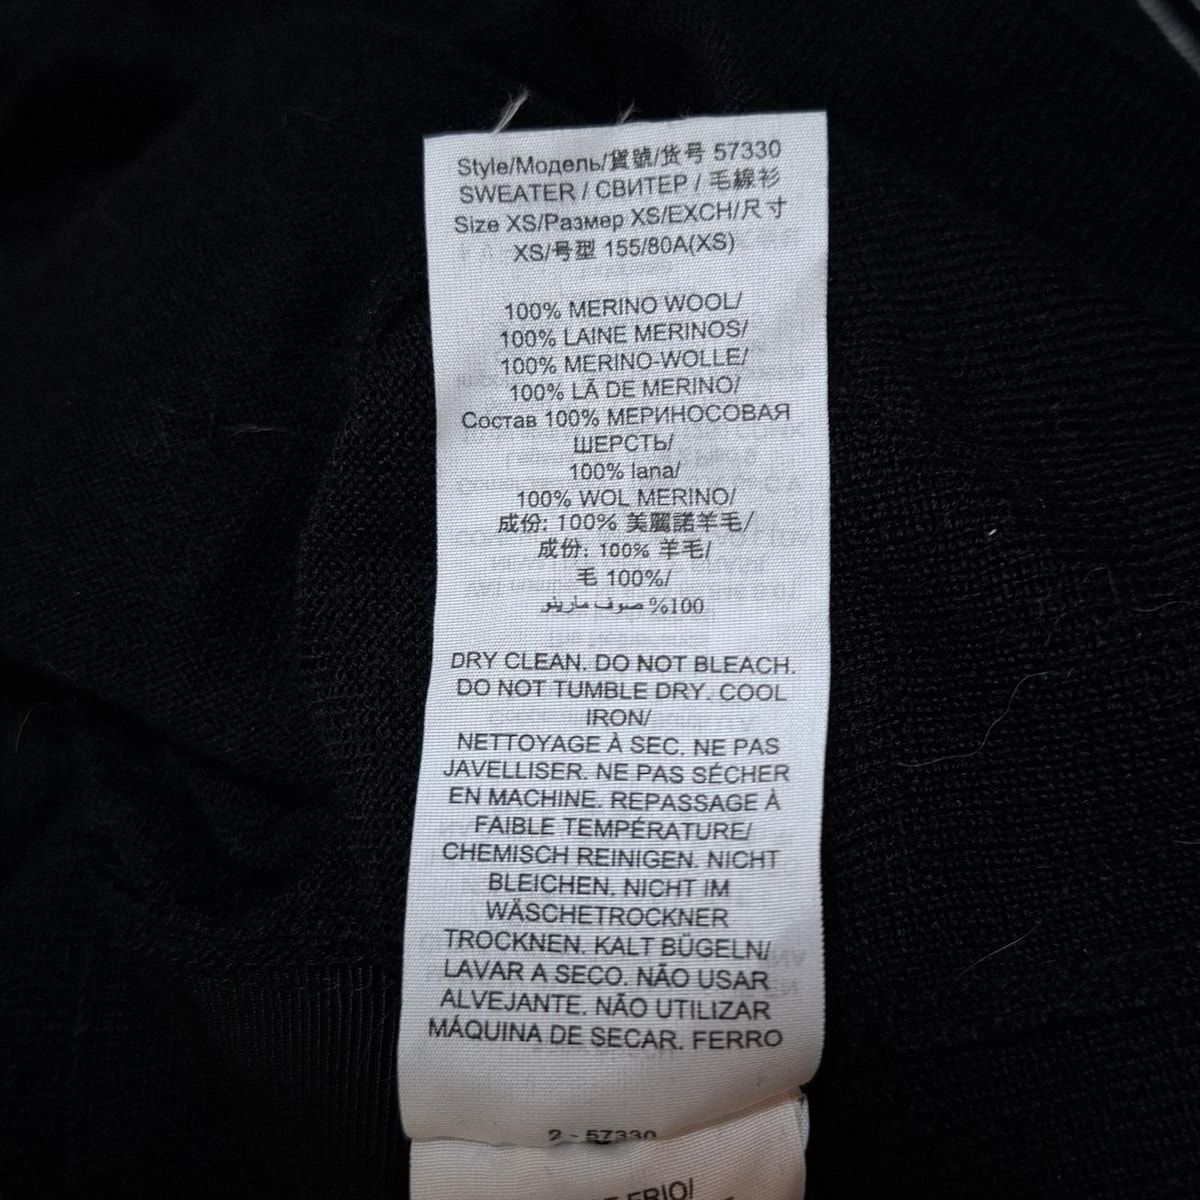 Style/Модель/貨號/货号 57330
SWEATER / СВИТЕР / 毛線衫
Size XS/Размер XS/EXCH/尺寸
XS/号型 155/80A(XS)
100% MERINO WOOL/
100% LAINE MERINOS/
100% MERINO-WOLLE/
100% LÃ DE MERINO/
Состав 100% МЕРИНОСОВАЯ
ШЕРСТЬ/
100% lana/
100% WOL MERINO/
成份: 100% 美麗諾羊毛/
成份: 100% 羊毛/
毛 100%/
100% صوف مارينو
DRY CLEAN. DO NOT BLEACH.
DO NOT TUMBLE DRY. COOL
IRON/
NETTOYAGE À SEC. NE PAS
JAVELLISER. NE PAS SÉCHER
EN MACHINE. REPASSAGE À
FAIBLE TEMPÉRATURE/
CHEMISCH REINIGEN. NICHT
BLEICHEN. NICHT IM
WÄSCHETROCKNER
TROCKNEN. KALT BÜGELN/
LAVAR A SECO. NÃO USAR
ALVEJANTE. NÃO UTILIZAR
MÁQUINA DE SECAR. FERRO
2 - 57330
FRIO/